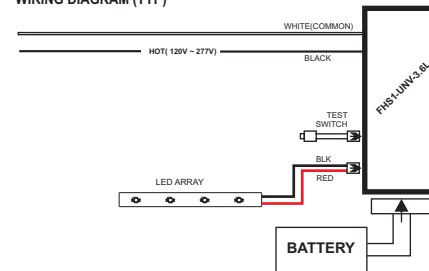 WIRING DIAGRAM (TYP)
WHITE(COMMON)
HOT( 120V ~ 277V)
BLACK
FHS1-UNV-3.6L
TEST
SWITCH
BLK
RED
LED ARRAY
BATTERY